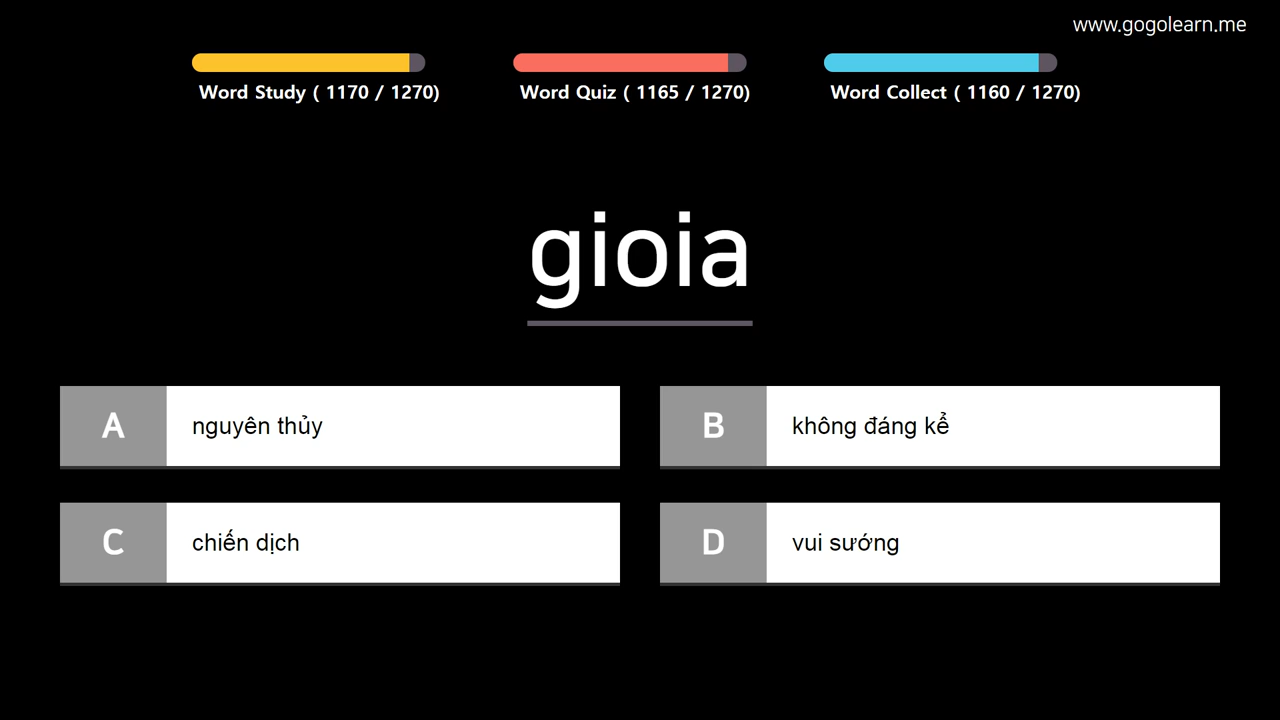 www.gogolearn.me
Word Study ( 1170 / 1270)
Word Quiz ( 1165 / 1270)
Word Collect ( 1160 / 1270)
gioia
A nguyên thủy
B không đáng kể
C chiến dịch
D vui sướng